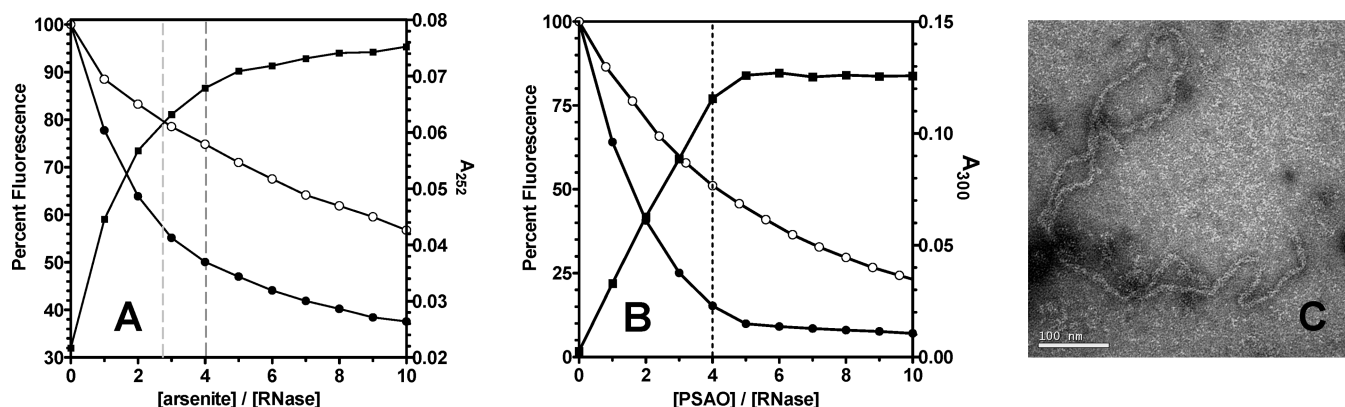 100
90
80
70
60
50
40
30
Percent Fluorescence
0 2 4 6 8 10
[arsenite] / [RNase]
0.08
0.07
0.06
0.05
0.04
0.03
0.02
A252
A
100
75
50
25
0
Percent Fluorescence
0 2 4 6 8 10
[PSAO] / [RNase]
0.15
0.10
0.05
0.00
A300
B
100 nm
C